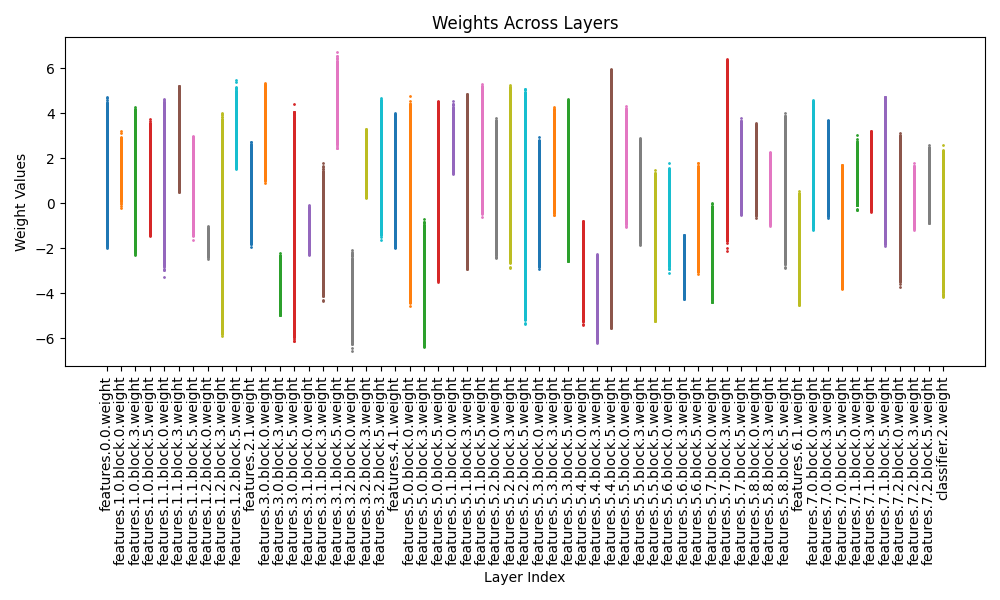 Weights Across Layers
Weight Values
6
4
2
0
−2
−4
−6
features.0.0.weight
features.1.0.block.0.weight
features.1.0.block.3.weight
features.1.0.block.5.weight
features.1.1.block.0.weight
features.1.1.block.3.weight
features.1.1.block.5.weight
features.1.2.block.0.weight
features.1.2.block.3.weight
features.1.2.block.5.weight
features.2.1.weight
features.3.0.block.0.weight
features.3.0.block.3.weight
features.3.0.block.5.weight
features.3.1.block.0.weight
features.3.1.block.3.weight
features.3.1.block.5.weight
features.3.2.block.0.weight
features.3.2.block.3.weight
features.3.2.block.5.weight
features.4.1.weight
features.5.0.block.0.weight
features.5.0.block.3.weight
features.5.0.block.5.weight
features.5.1.block.0.weight
features.5.1.block.3.weight
features.5.1.block.5.weight
features.5.2.block.0.weight
features.5.2.block.3.weight
features.5.2.block.5.weight
features.5.3.block.0.weight
features.5.3.block.3.weight
features.5.3.block.5.weight
features.5.4.block.0.weight
features.5.4.block.3.weight
features.5.4.block.5.weight
features.5.5.block.0.weight
features.5.5.block.3.weight
features.5.5.block.5.weight
features.5.6.block.0.weight
features.5.6.block.3.weight
features.5.6.block.5.weight
features.5.7.block.0.weight
features.5.7.block.3.weight
features.5.7.block.5.weight
features.5.8.block.0.weight
features.5.8.block.3.weight
features.5.8.block.5.weight
features.6.1.weight
features.7.0.block.0.weight
features.7.0.block.3.weight
features.7.0.block.5.weight
features.7.1.block.0.weight
features.7.1.block.3.weight
features.7.1.block.5.weight
features.7.2.block.0.weight
features.7.2.block.3.weight
features.7.2.block.5.weight
classifier.2.weight
Layer Index